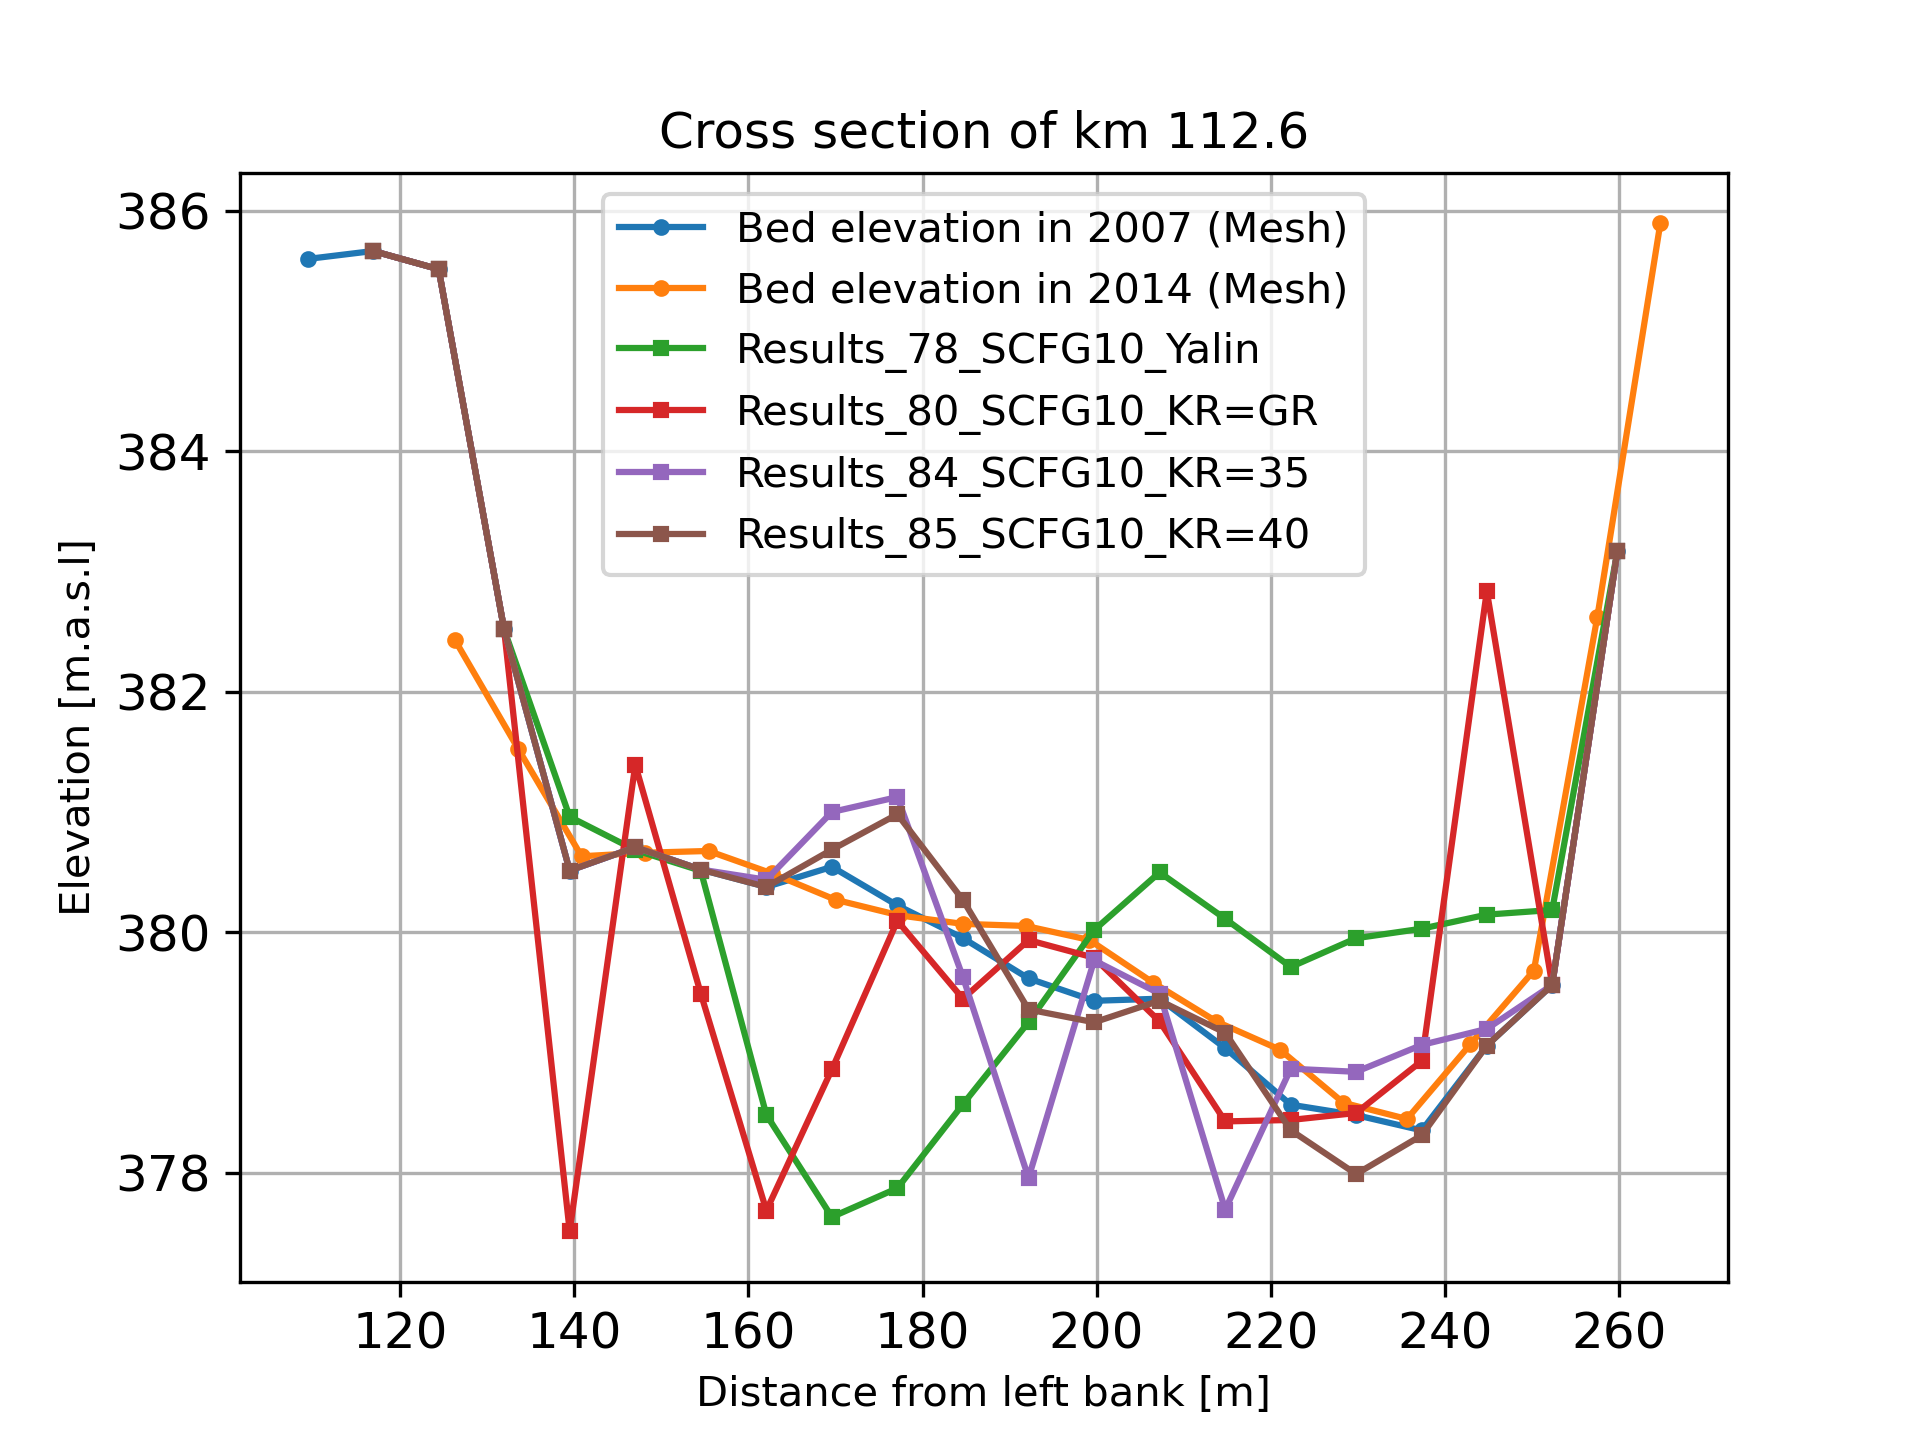 Cross section of km 112.6
386
384
382
380
378
Elevation [m.a.s.l]
Bed elevation in 2007 (Mesh)
Bed elevation in 2014 (Mesh)
Results_78_SCFG10_Yalin
Results_80_SCFG10_KR=GR
Results_84_SCFG10_KR=35
Results_85_SCFG10_KR=40
120 140 160 180 200 220 240 260
Distance from left bank [m]